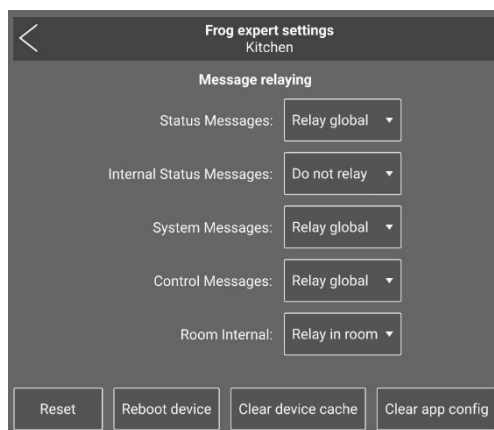 Frog expert settings
Kitchen
Message relaying
Status Messages: Relay global
Internal Status Messages: Do not relay
System Messages: Relay global
Control Messages: Relay global
Room Internal: Relay in room
Reset Reboot device Clear device cache Clear app config